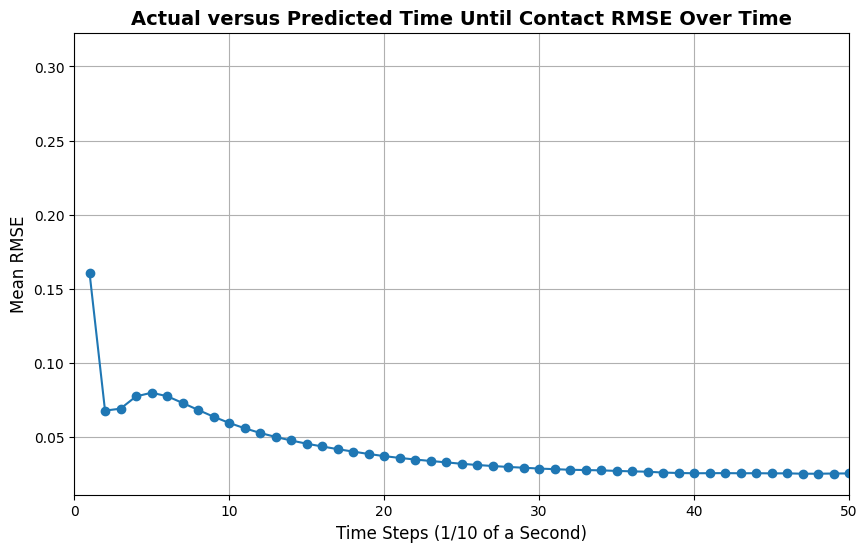 Actual versus Predicted Time Until Contact RMSE Over Time
0.30
0.25
0.20
0.15
0.10
0.05
Mean RMSE
0 10 20 30 40 50
Time Steps (1/10 of a Second)